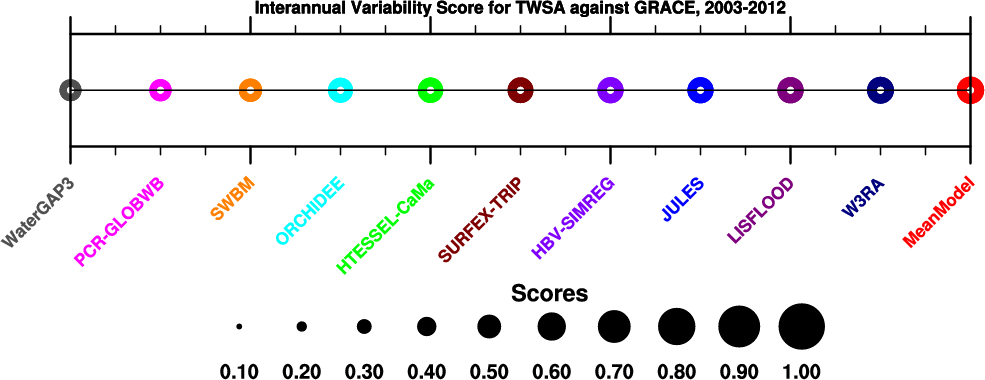 Interannual Variability Score for TWSA against GRACE, 2003-2012
WaterGAP3
PCR-GLOBWB
SWBM
ORCHIDEE
HTESSEL-CaMa
SURFEX-TRIP
HBV-SIMREG
JULES
LISFLOOD
W3RA
MeanModel
Scores
0.10 0.20 0.30 0.40 0.50 0.60 0.70 0.80 0.90 1.00